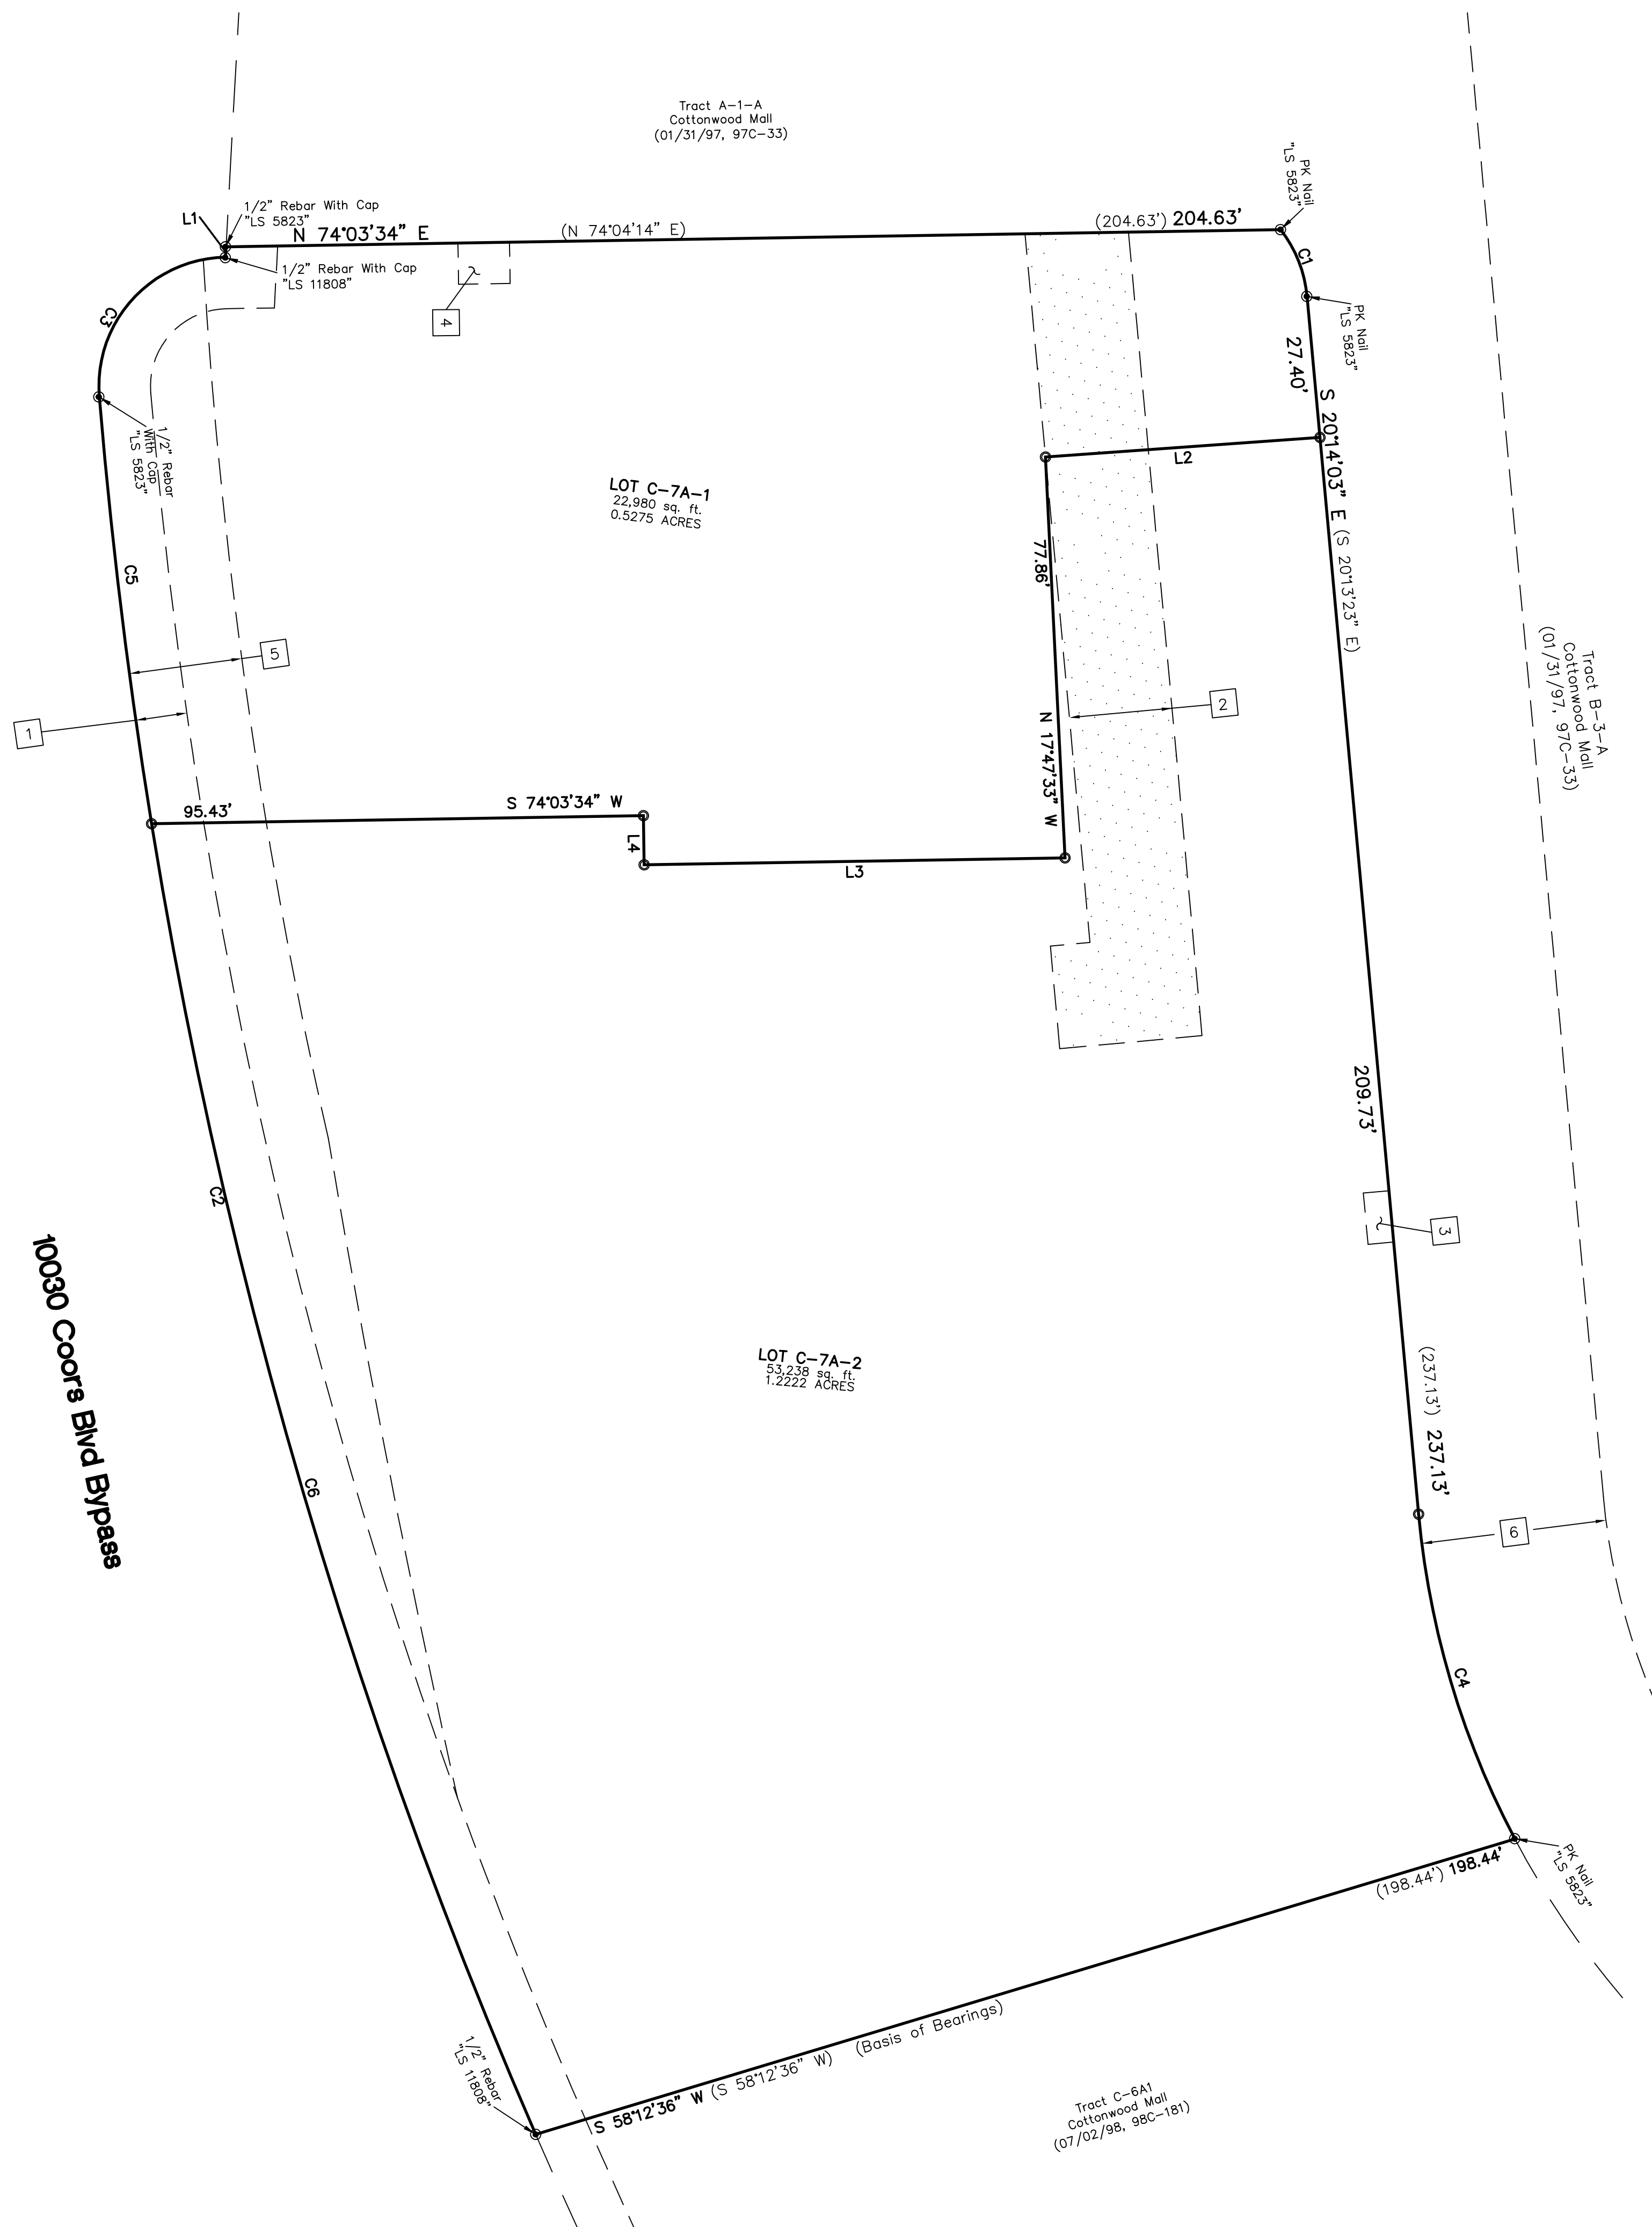 Tract A-1-A
Cottonwood Mall
(01/31/97, 97C-33)
PK Nail
"LS 5823"
L1
1/2" Rebar With Cap
"LS 5823"
N 74°03'34" E
(N 74°04'14" E)
(204.63') 204.63'
C1
1/2" Rebar With Cap
"LS 11808"
4
C3
PK Nail
"LS 5823"
27.40'
S 20°14'03" E (S 20°13'23" E)
L2
1/2" Rebar
With Cap
"LS 5823"
LOT C-7A-1
22,980 sq. ft.
0.5275 ACRES
77.86'
C5
5
1
2
N 17°47'33" W
Tract B-3-A
Cottonwood Mall
(01/31/97, 97C-33)
95.43'
S 74°03'34" W
L4
L3
209.73'
C2
3
10030 Coors Blvd Bypass
LOT C-7A-2
53,238 sq. ft.
1.2222 ACRES
(237.13') 237.13'
C6
6
C4
PK Nail
"LS 5823"
(198.44') 198.44'
(Basis of Bearings)
S 58°12'36" W (S 58°12'36" W)
1/2" Rebar
"LS 11808"
Tract C-6A1
Cottonwood Mall
(07/02/98, 98C-181)